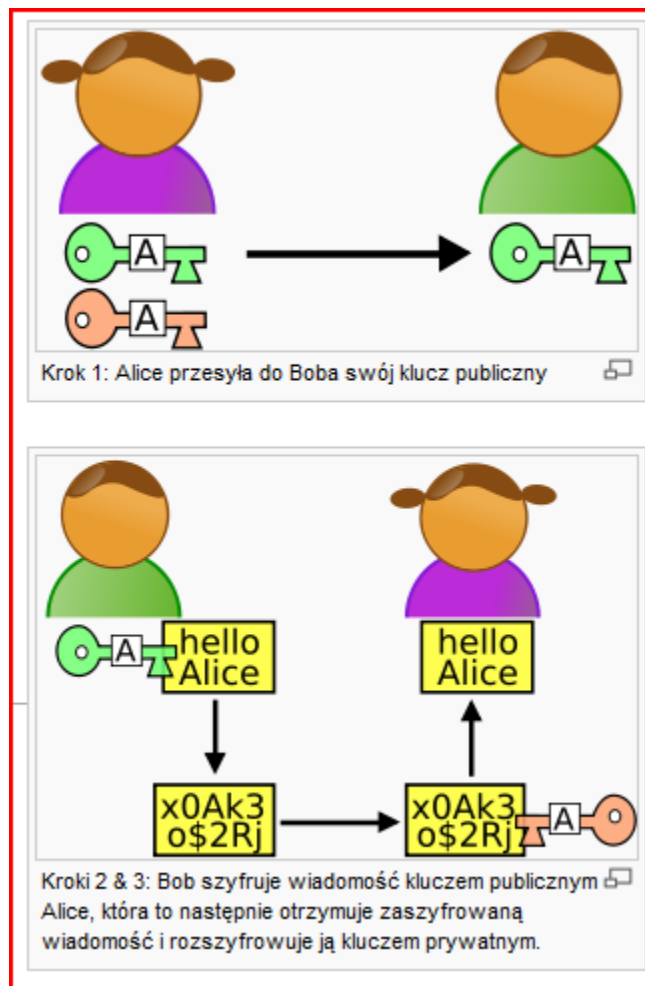 A
A
A
Krok 1: Alice przesyła do Boba swój klucz publiczny
A
hello
Alice
hello
Alice
x0Ak3
o$2Rj
x0Ak3
o$2Rj
A
Kroki 2 & 3: Bob szyfruje wiadomość kluczem publicznym
Alice, która to następnie otrzymuje zaszyfrowaną
wiadomość i rozszyfrowuje ją kluczem prywatnym.